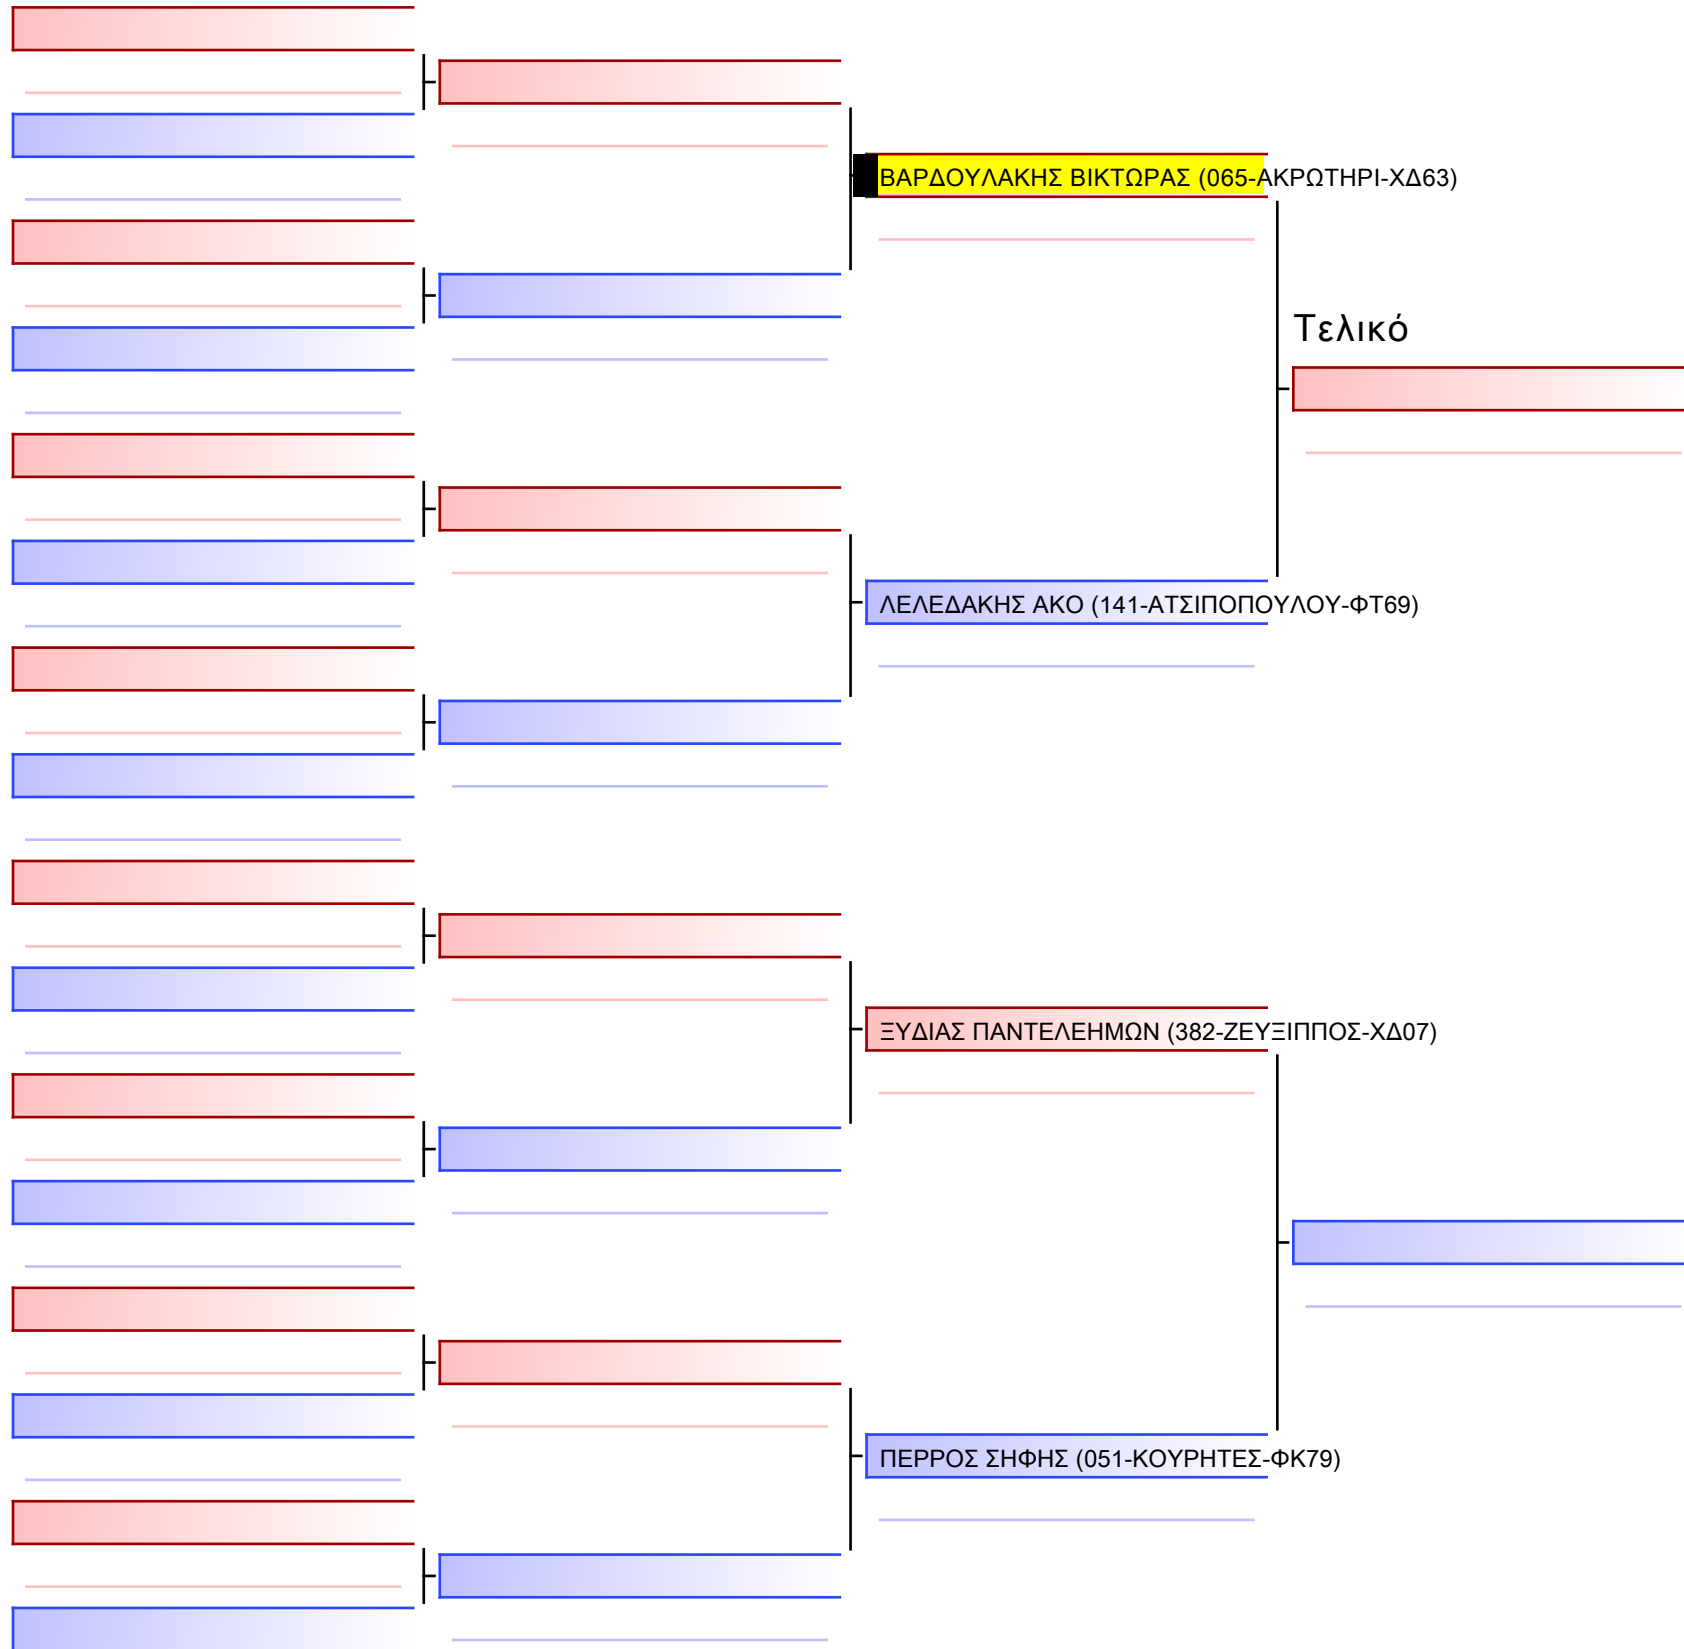 ΒΑΡΔΟΥΛΑΚΗΣ ΒΙΚΤΩΡΑΣ (065-ΑΚΡΩΤΗΡΙ-ΧΔ63)
Τελικό
ΛΕΛΕΔΑΚΗΣ ΑΚΟ (141-ΑΤΣΙΠΟΠΟΥΛΟΥ-ΦΤ69)
ΞΥΔΙΑΣ ΠΑΝΤΕΛΕΗΜΩΝ (382-ΖΕΥΞΙΠΠΟΣ-ΧΔ07)
ΠΕΡΡΟΣ ΣΗΦΗΣ (051-ΚΟΥΡΗΤΕΣ-ΦΚ79)